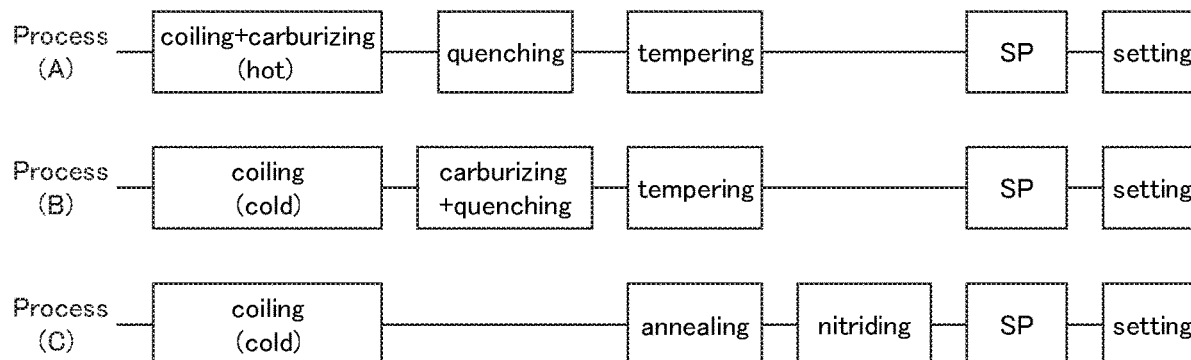 Process
(A)
coiling+carburizing
(hot)
quenching
tempering
SP
setting
Process
(B)
coiling
(cold)
carburizing
+quenching
tempering
SP
setting
Process
(C)
coiling
(cold)
annealing
nitriding
SP
setting